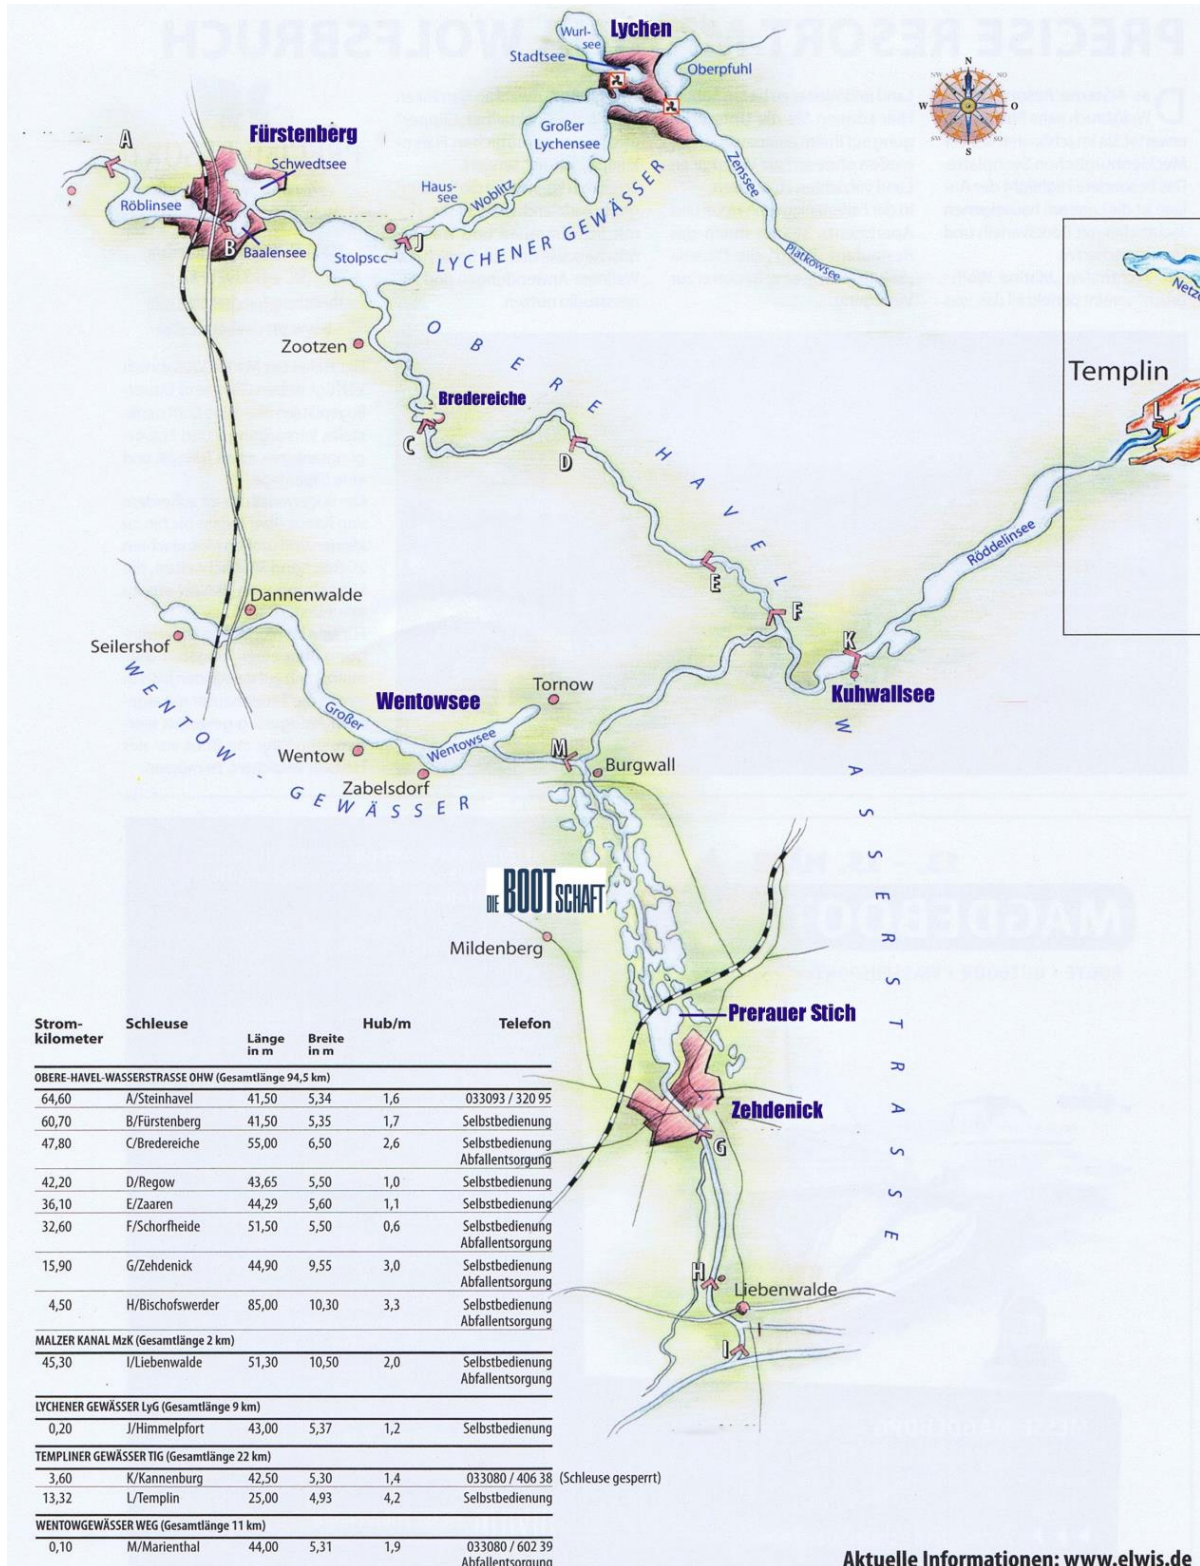 Lychen
Wurl-
see
Stadtsee
Oberpfuhl
N
NO
O
SO
S
SW
W
NW
Großer
Lychensee
Fürstenberg
A
Schwedtsee
Zenssee
Haus-
see
Woblitz
Röblinsee
B
Baalensee
J
Stolpsee
LYCHENER GEWÄSSER
Platkowsee
OBERE HAVEL
WASSERSTRASSE
Zootzen
Templin
L
Bredereiche
C
D
Röddelinsee
E
Dannenwalde
F
Seilershof
K
WENTOW-
GEWÄSSER
Kuhwallsee
Tornow
Wentowsee
Großer
Wentowsee
M
Wentow
Burgwall
Zabelsdorf
DIE BOOTSCHAFT
Mildenberg
Prerauer Stich
Zehdenick
G
H
Liebenwalde
I
Strom- Schleuse Hub/m Telefon
kilometer Länge Breite
in m in m
OBERE-HAVEL-WASSERSTRASSE OHW (Gesamtlänge 94,5 km)
64,60 A/Steinhavel 41,50 5,34 1,6 033093 / 320 95
60,70 B/Fürstenberg 41,50 5,35 1,7 Selbstbedienung
47,80 C/Bredereiche 55,00 6,50 2,6 Selbstbedienung
Abfallentsorgung
42,20 D/Regow 43,65 5,50 1,0 Selbstbedienung
36,10 E/Zaaren 44,29 5,60 1,1 Selbstbedienung
32,60 F/Schorfheide 51,50 5,50 0,6 Selbstbedienung
Abfallentsorgung
15,90 G/Zehdenick 44,90 9,55 3,0 Selbstbedienung
Abfallentsorgung
4,50 H/Bischofswerder 85,00 10,30 3,3 Selbstbedienung
Abfallentsorgung
MALZER KANAL MzK (Gesamtlänge 2 km)
45,30 I/Liebenwalde 51,30 10,50 2,0 Selbstbedienung
Abfallentsorgung
LYCHENER GEWÄSSER LyG (Gesamtlänge 9 km)
0,20 J/Himmelpfort 43,00 5,37 1,2 Selbstbedienung
TEMPLINER GEWÄSSER TlG (Gesamtlänge 22 km)
3,60 K/Kannenburg 42,50 5,30 1,4 033080 / 406 38 (Schleuse gesperrt)
13,32 L/Templin 25,00 4,93 4,2 Selbstbedienung
WENTOWGEWÄSSER WEG (Gesamtlänge 11 km)
0,10 M/Marienthal 44,00 5,31 1,9 033080 / 602 39
Abfallentsorgung
Aktuelle Informationen: www.elwis.de